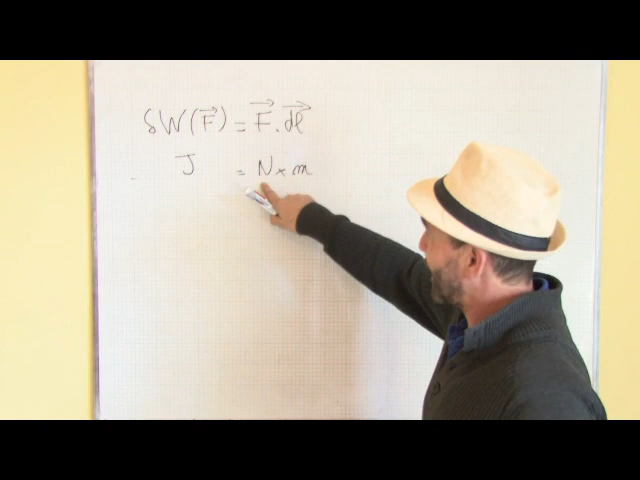 δW(F⃗) = F⃗ . dℓ⃗
J = N × m